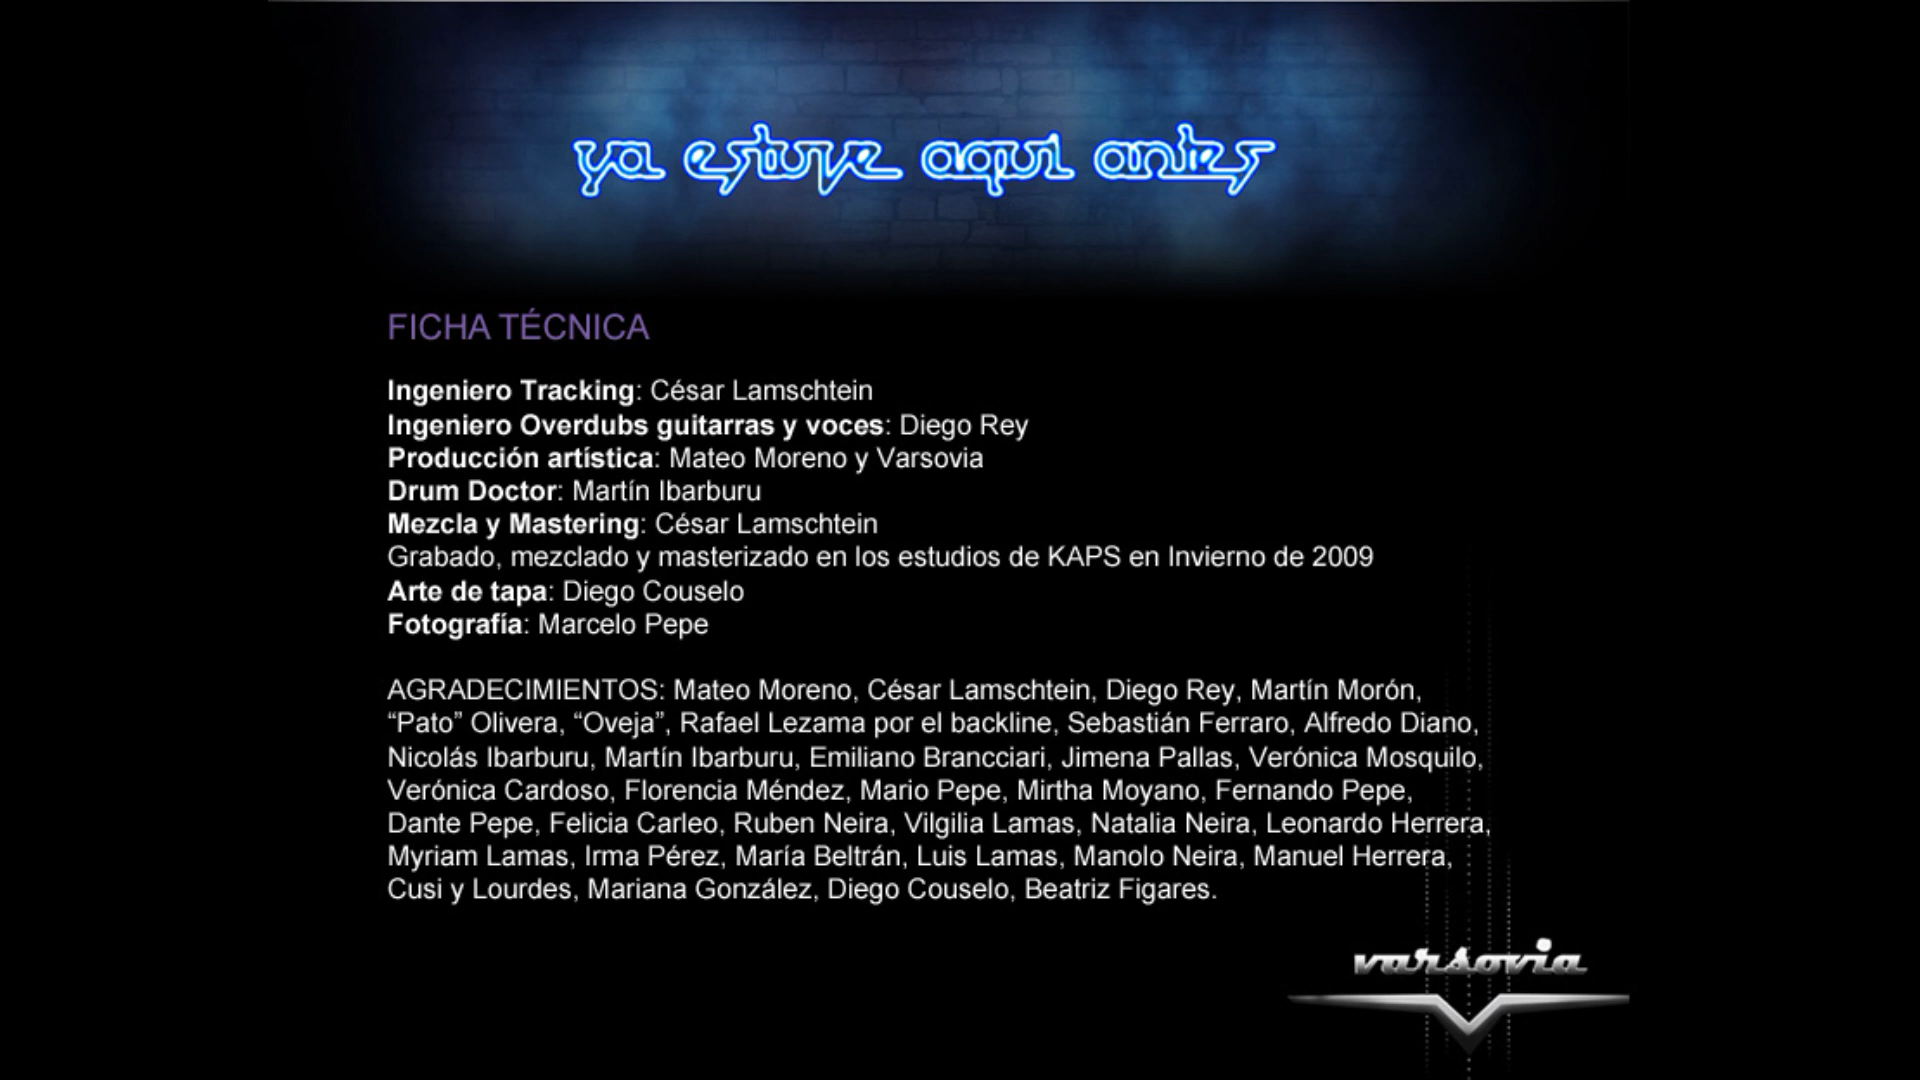 ya estuve aqui antes
FICHA TÉCNICA
Ingeniero Tracking: César Lamschtein
Ingeniero Overdubs guitarras y voces: Diego Rey
Producción artística: Mateo Moreno y Varsovia
Drum Doctor: Martín Ibarburu
Mezcla y Mastering: César Lamschtein
Grabado, mezclado y masterizado en los estudios de KAPS en Invierno de 2009
Arte de tapa: Diego Couselo
Fotografía: Marcelo Pepe
AGRADECIMIENTOS: Mateo Moreno, César Lamschtein, Diego Rey, Martín Morón,
“Pato” Olivera, “Oveja”, Rafael Lezama por el backline, Sebastián Ferraro, Alfredo Diano,
Nicolás Ibarburu, Martín Ibarburu, Emiliano Brancciari, Jimena Pallas, Verónica Mosquilo,
Verónica Cardoso, Florencia Méndez, Mario Pepe, Mirtha Moyano, Fernando Pepe,
Dante Pepe, Felicia Carleo, Ruben Neira, Vilgilia Lamas, Natalia Neira, Leonardo Herrera,
Myriam Lamas, Irma Pérez, María Beltrán, Luis Lamas, Manolo Neira, Manuel Herrera,
Cusi y Lourdes, Mariana González, Diego Couselo, Beatriz Figares.
varsovia